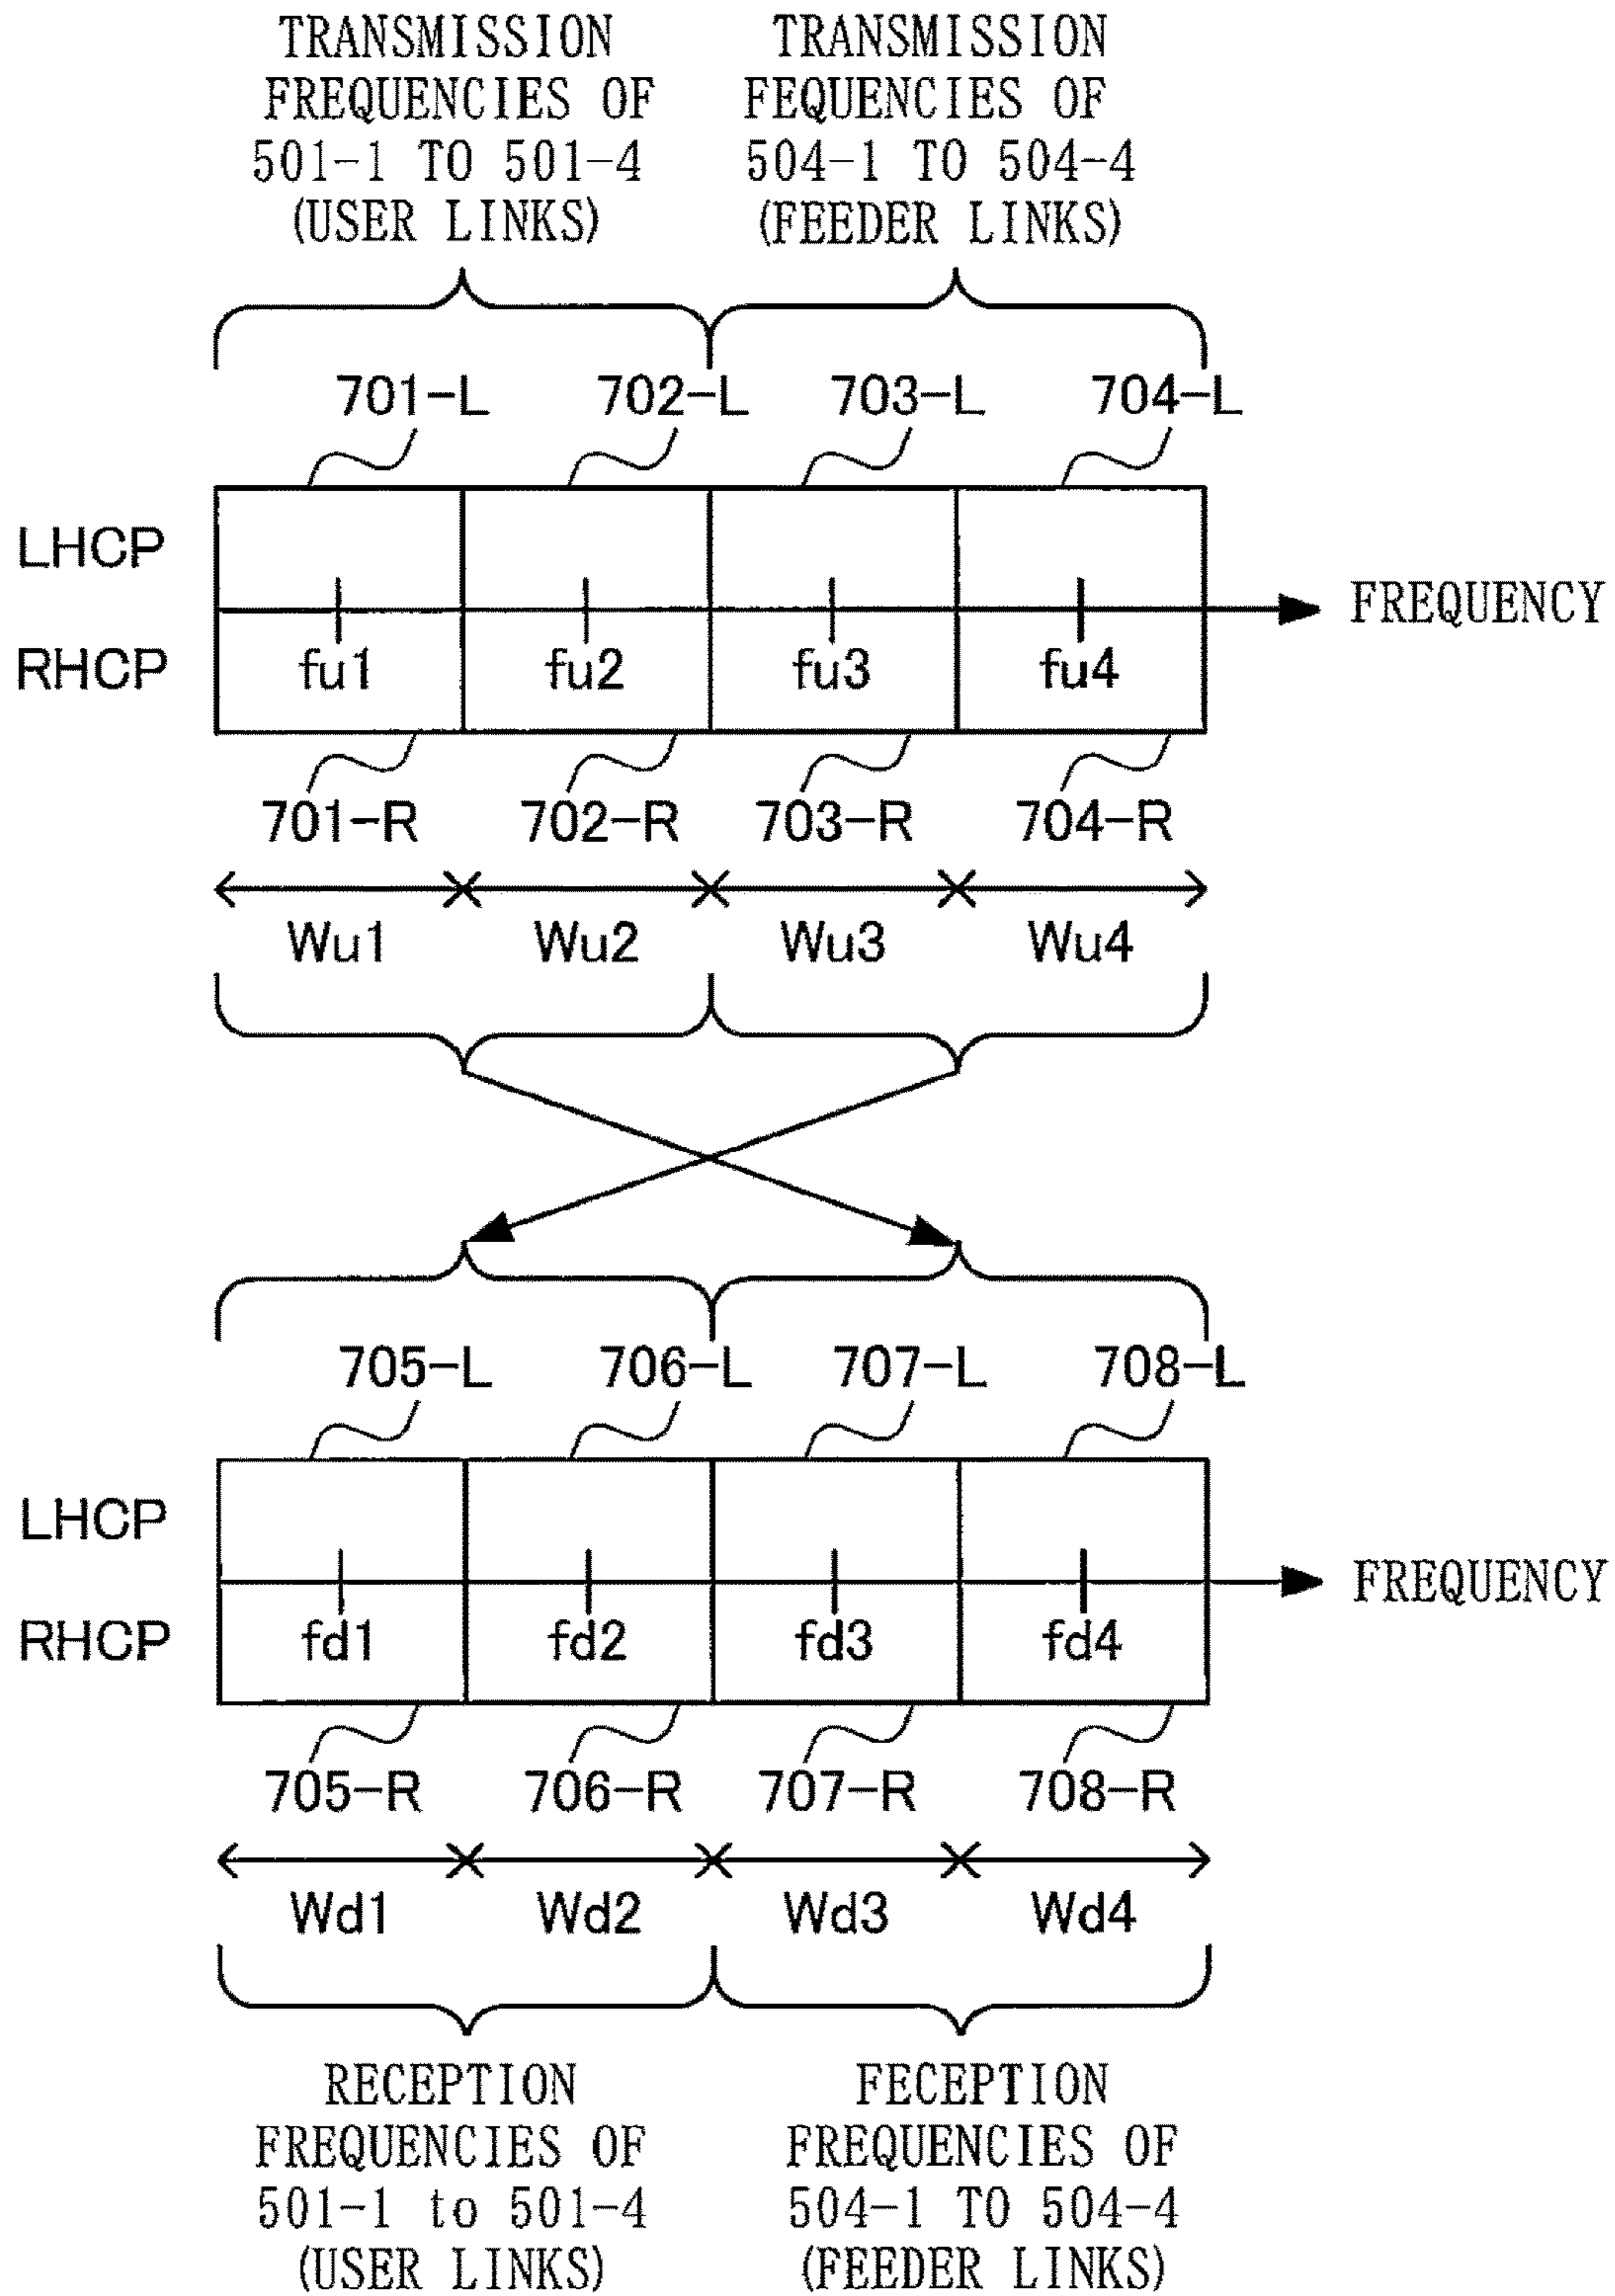 TRANSMISSION
FREQUENCIES OF
501-1 TO 501-4
(USER LINKS)
TRANSMISSION
FEQUENCIES OF
504-1 TO 504-4
(FEEDER LINKS)
701-L 702-L 703-L 704-L
LHCP
FREQUENCY
RHCP fu1 fu2 fu3 fu4
701-R 702-R 703-R 704-R
Wu1 Wu2 Wu3 Wu4
705-L 706-L 707-L 708-L
LHCP
FREQUENCY
RHCP fd1 fd2 fd3 fd4
705-R 706-R 707-R 708-R
Wd1 Wd2 Wd3 Wd4
RECEPTION
FREQUENCIES OF
501-1 to 501-4
(USER LINKS)
FECEPTION
FREQUENCIES OF
504-1 TO 504-4
(FEEDER LINKS)